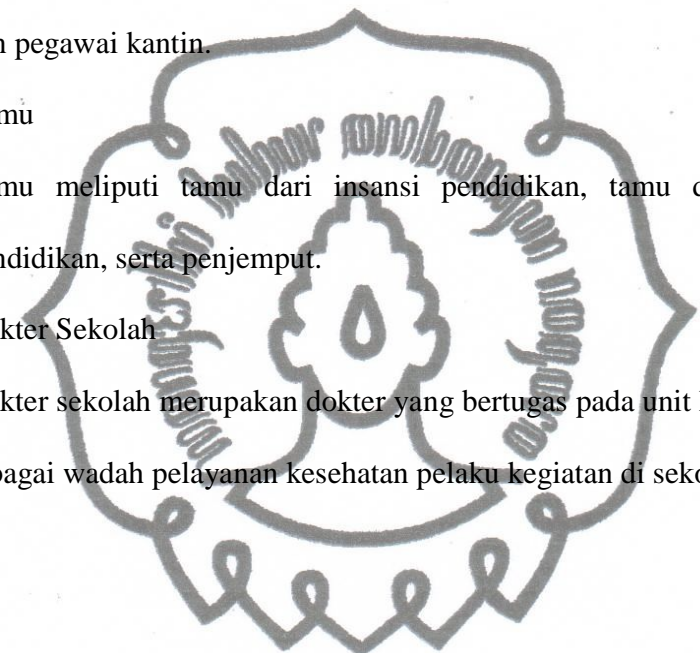 n pegawai kantin.
mu
mu meliputi tamu dari insansi pendidikan, tamu d
ndidikan, serta penjemput.
kter Sekolah
kter sekolah merupakan dokter yang bertugas pada unit
bagai wadah pelayanan kesehatan pelaku kegiatan di seko